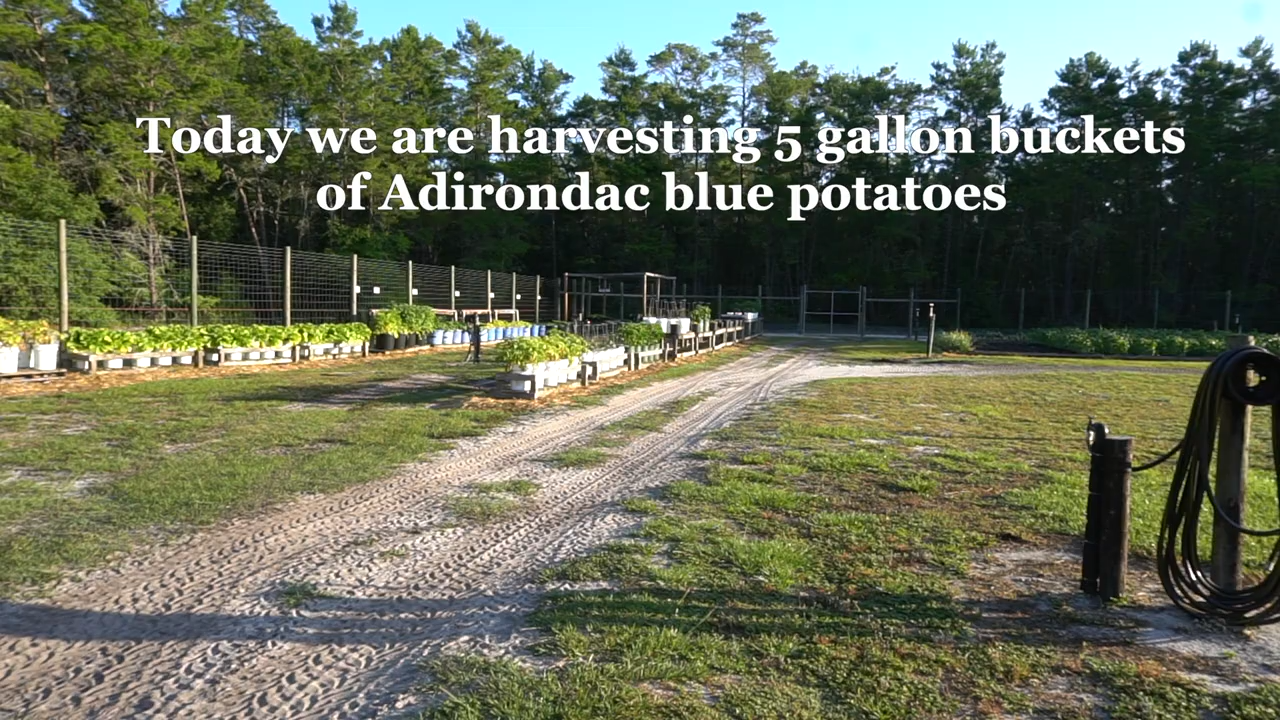 Today we are harvesting 5 gallon buckets
of Adirondac blue potatoes